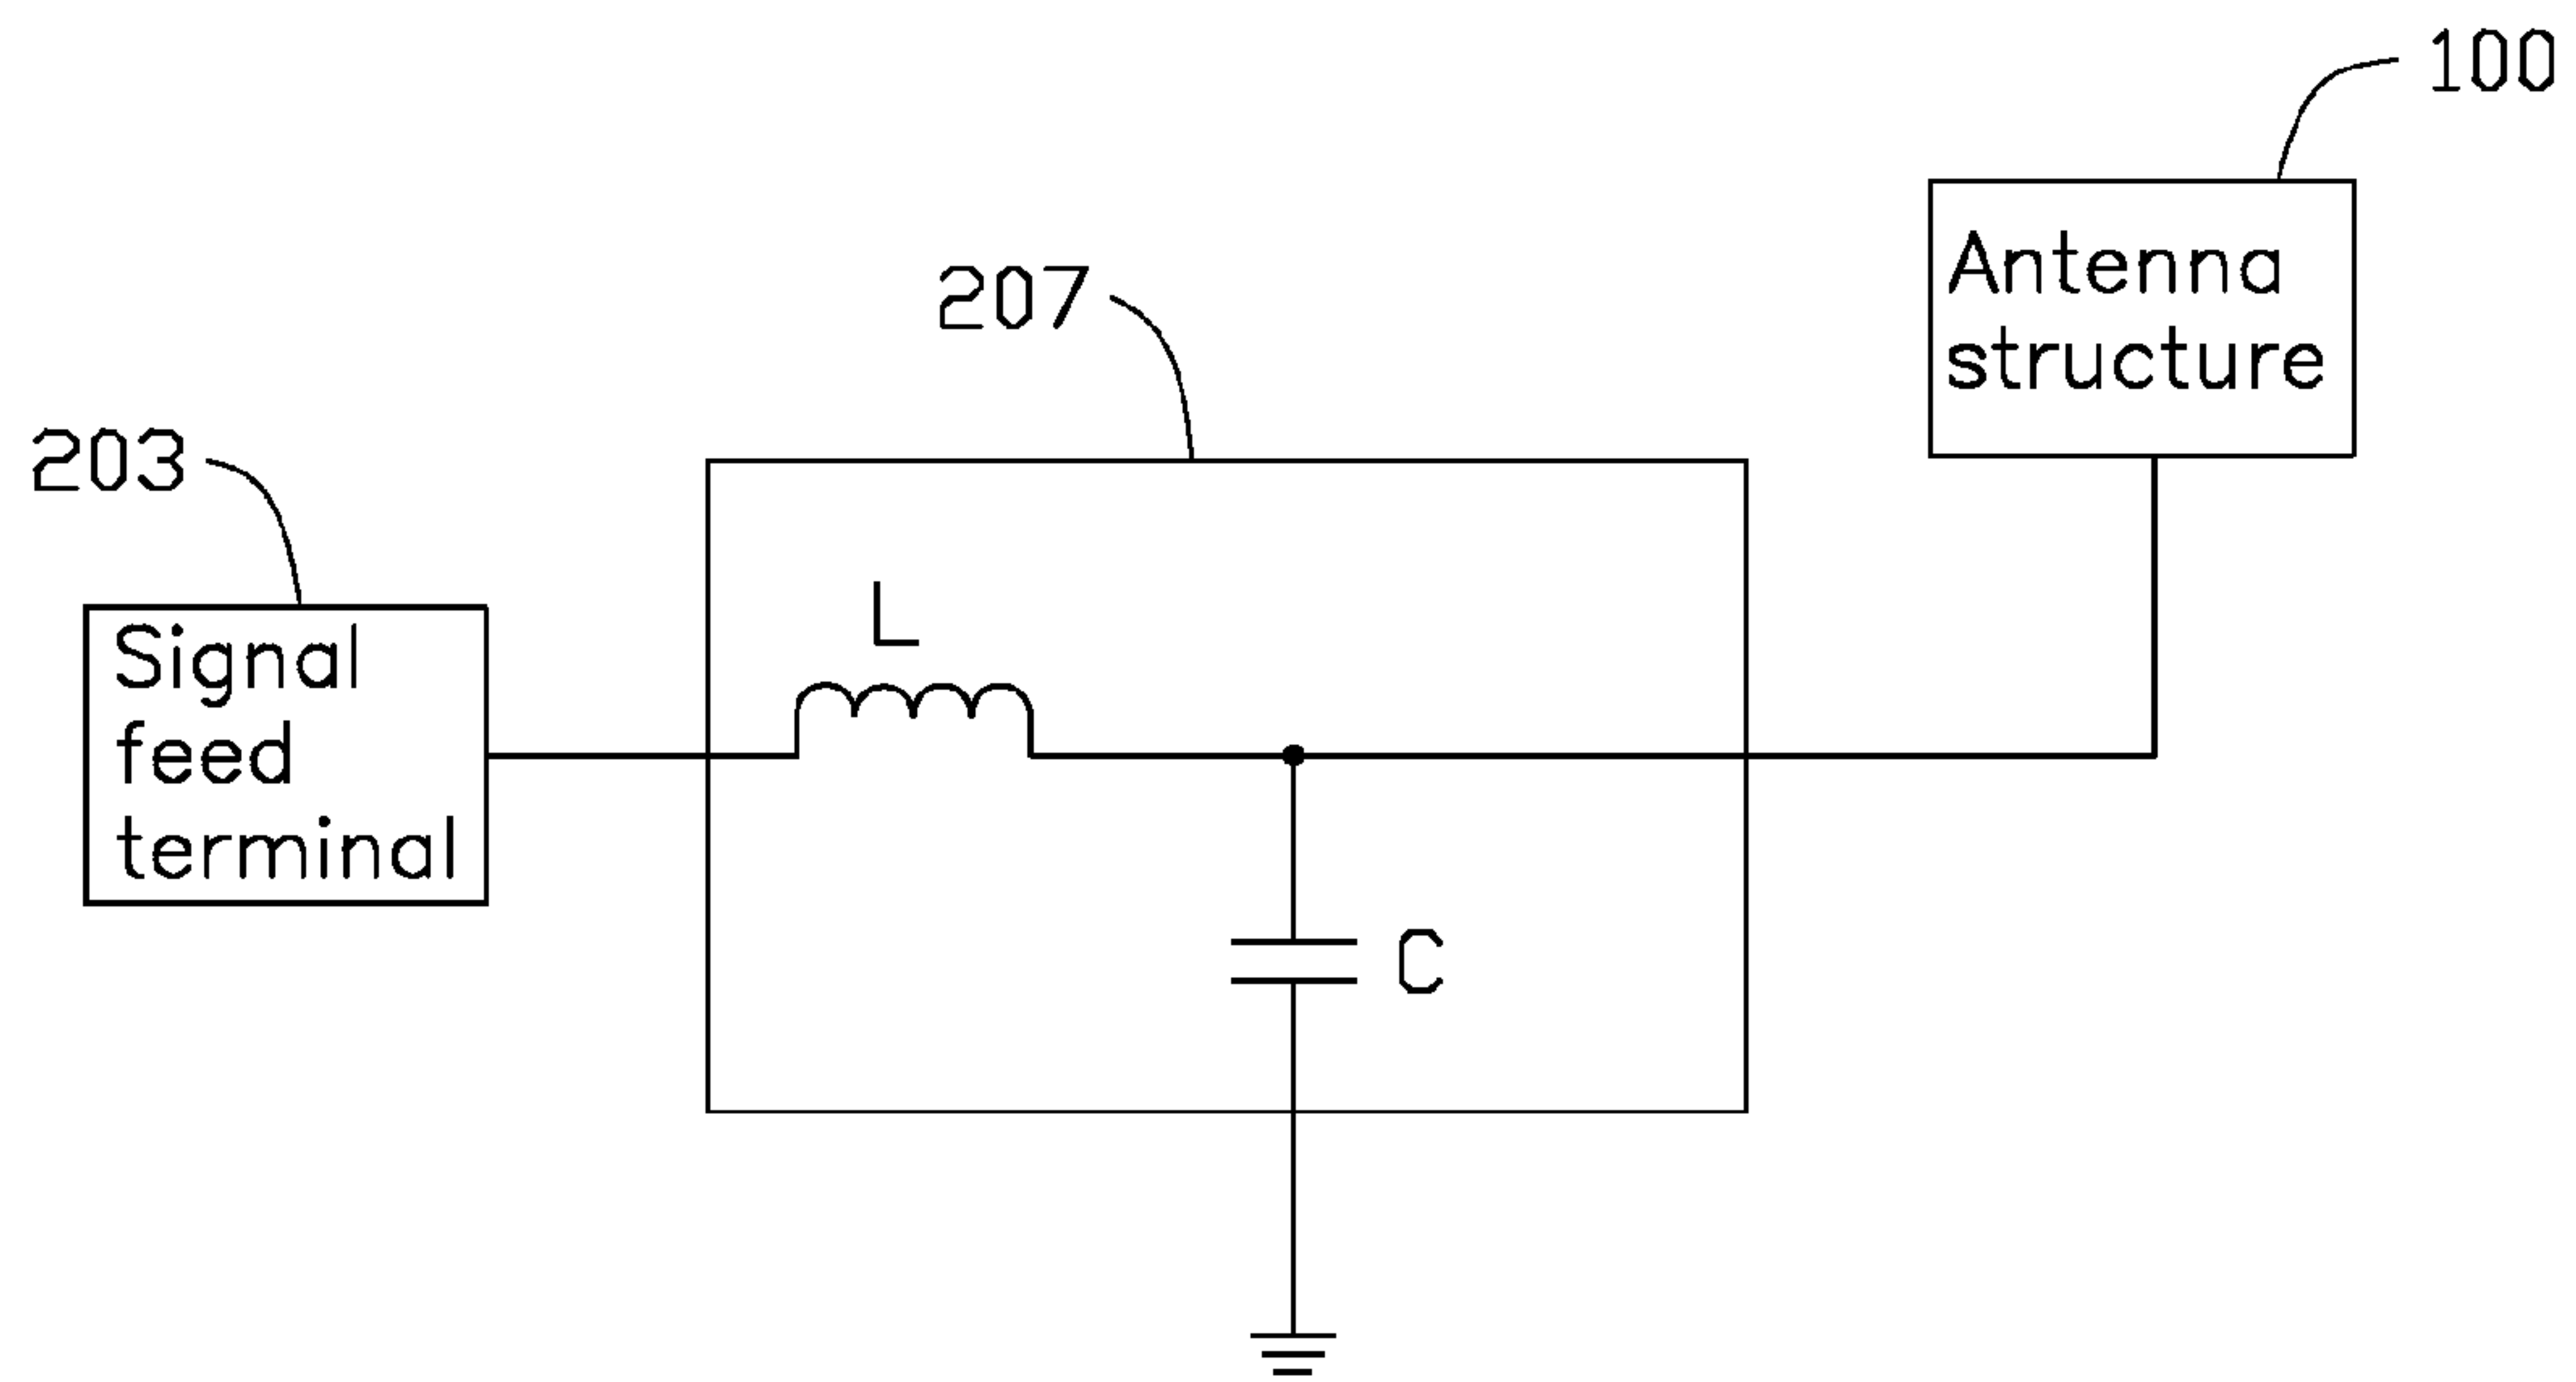 100
Antenna
structure
207
203
Signal
feed
terminal
L
C